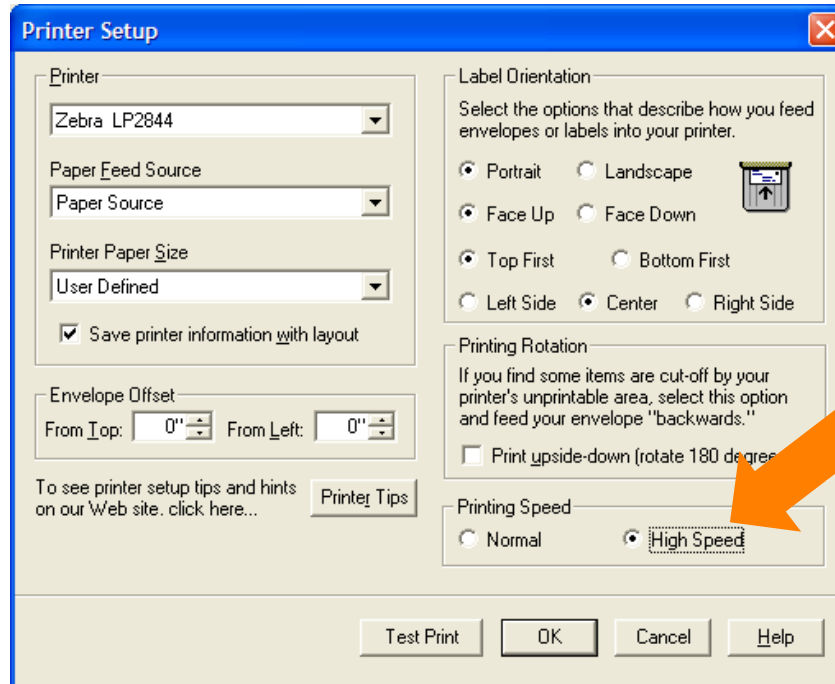 Printer Setup
Printer
Zebra LP2844
Paper Feed Source
Paper Source
Printer Paper Size
User Defined
Save printer information with layout
Envelope Offset
From Top: 0" From Left: 0"
To see printer setup tips and hints
on our Web site. click here...
Printer Tips
Label Orientation
Select the options that describe how you feed
envelopes or labels into your printer.
Portrait Landscape
Face Up Face Down
Top First Bottom First
Left Side Center Right Side
Printing Rotation
If you find some items are cut-off by your
printer's unprintable area, select this option
and feed your envelope "backwards."
Print upside-down (rotate 180 degree
Printing Speed
Normal High Speed
Test Print OK Cancel Help